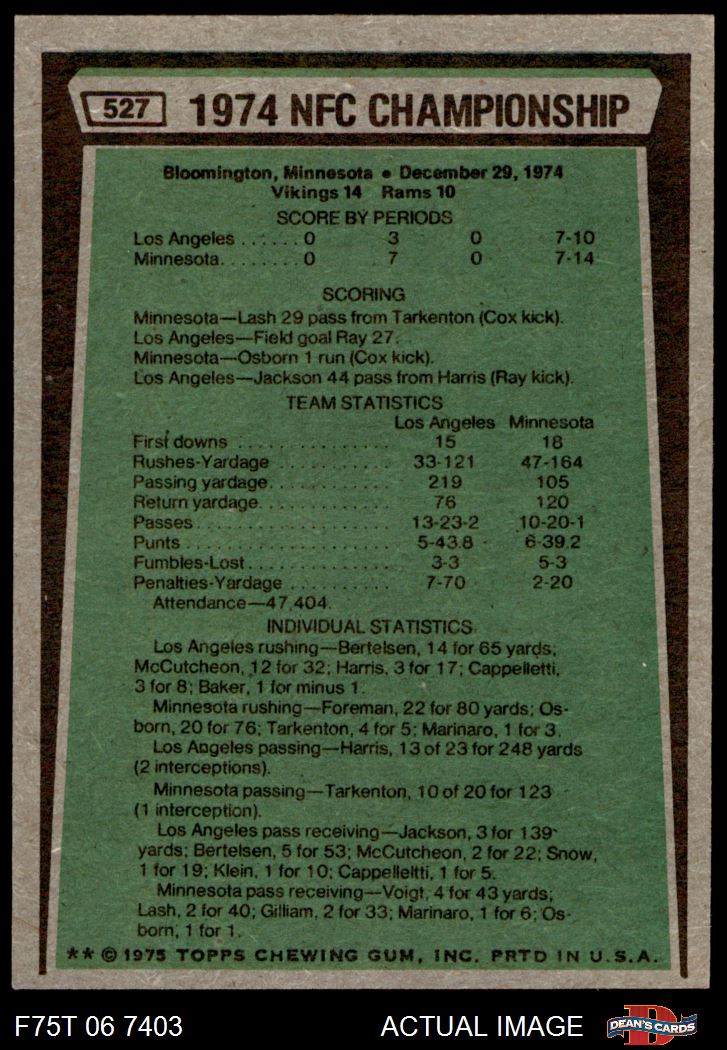 527 1974 NFC CHAMPIONSHIP
Bloomington, Minnesota • December 29, 1974
Vikings 14 Rams 10
SCORE BY PERIODS
Los Angeles ...... 0 3 0 7-10
Minnesota ........ 0 7 0 7-14
SCORING
Minnesota—Lash 29 pass from Tarkenton (Cox kick).
Los Angeles—Field goal Ray 27.
Minnesota—Osborn 1 run (Cox kick).
Los Angeles—Jackson 44 pass from Harris (Ray kick).
TEAM STATISTICS
Los Angeles Minnesota
First downs .............. 15 18
Rushes-Yardage ........... 33-121 47-164
Passing yardage ............ 219 105
Return yardage ............. 76 120
Passes .................. 13-23-2 10-20-1
Punts ................... 5-43.8 6-39.2
Fumbles-Lost .............. 3-3 5-3
Penalties-Yardage .......... 7-70 2-20
Attendance—47,404.
INDIVIDUAL STATISTICS
Los Angeles rushing—Bertelsen, 14 for 65 yards;
McCutcheon, 12 for 32; Harris, 3 for 17; Cappelletti,
3 for 8; Baker, 1 for minus 1.
Minnesota rushing—Foreman, 22 for 80 yards; Os-
born, 20 for 76; Tarkenton, 4 for 5; Marinaro, 1 for 3.
Los Angeles passing—Harris, 13 of 23 for 248 yards
(2 interceptions).
Minnesota passing—Tarkenton, 10 of 20 for 123
(1 interception).
Los Angeles pass receiving—Jackson, 3 for 139
yards; Bertelsen, 5 for 53; McCutcheon, 2 for 22; Snow,
1 for 19; Klein, 1 for 10; Cappelleltti, 1 for 5.
Minnesota pass receiving—Voigt, 4 for 43 yards;
Lash, 2 for 40; Gilliam, 2 for 33; Marinaro, 1 for 6; Os-
born, 1 for 1.
** © 1975 TOPPS CHEWING GUM, INC. PRTD IN U.S.A.
F75T 06 7403 ACTUAL IMAGE D DEAN'S CARDS